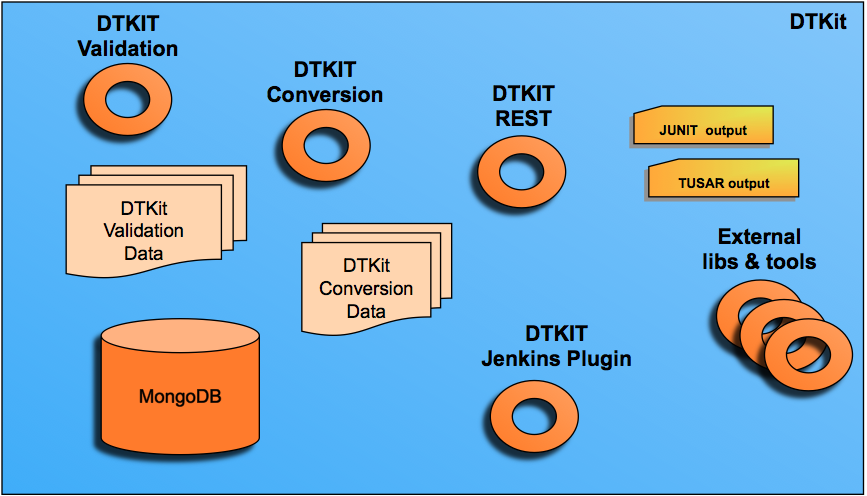 DTKit
DTKIT
Validation
DTKIT
Conversion
DTKIT
REST
JUNIT output
TUSAR output
DTKit
Validation
Data
External
libs & tools
DTKit
Conversion
Data
DTKIT
Jenkins Plugin
MongoDB